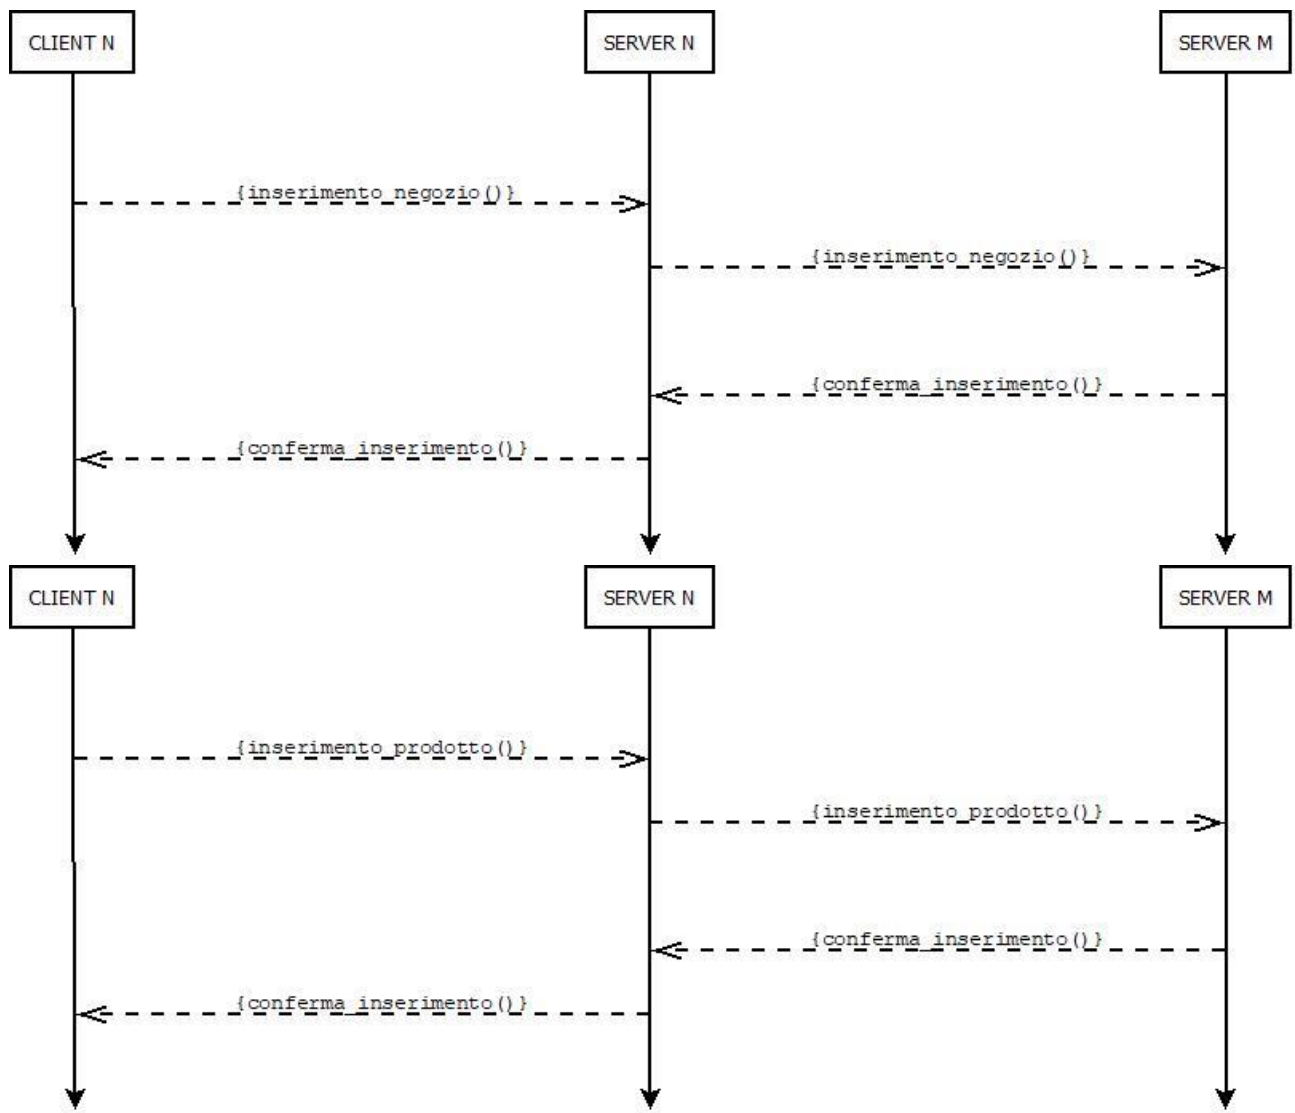 CLIENT N
SERVER N
SERVER M
{inserimento_negozio()}
{inserimento_negozio()}
{conferma_inserimento()}
{conferma_inserimento()}
CLIENT N
SERVER N
SERVER M
{inserimento_prodotto()}
{inserimento_prodotto()}
{conferma_inserimento()}
{conferma_inserimento()}